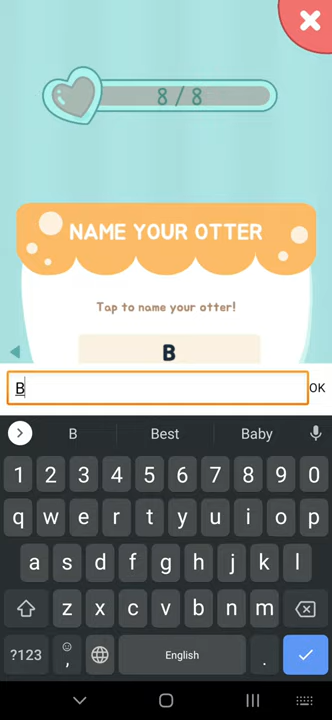 8 / 8
NAME YOUR OTTER
Tap to name your otter!
B
B
OK
B Best Baby
1 2 3 4 5 6 7 8 9 0
q w e r t y u i o p
a s d f g h j k l
z x c v b n m
?123 , English .